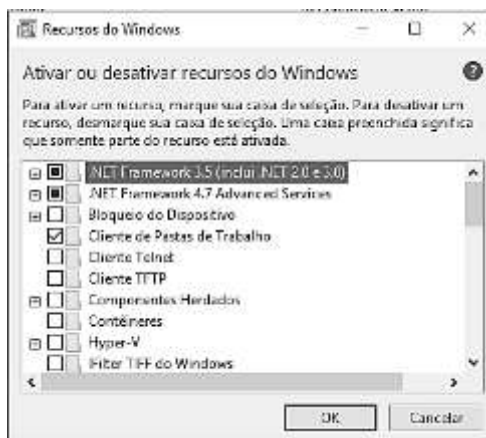 Recursos do Windows
Ativar ou desativar recursos do Windows
Para ativar um recurso, marque sua caixa de seleção. Para desativar um
recurso, desmarque sua caixa de seleção. Uma caixa preenchida significa
que somente parte do recurso está ativada.
.NET Framework 3.5 (inclui .NET 2.0 e 3.0)
.NET Framework 4.7 Advanced Services
Bloqueio do Dispositivo
Cliente de Pastas de Trabalho
Cliente Telnet
Cliente TFTP
Componentes Herdados
Contêineres
Hyper-V
IFilter TIFF do Windows
OK
Cancelar